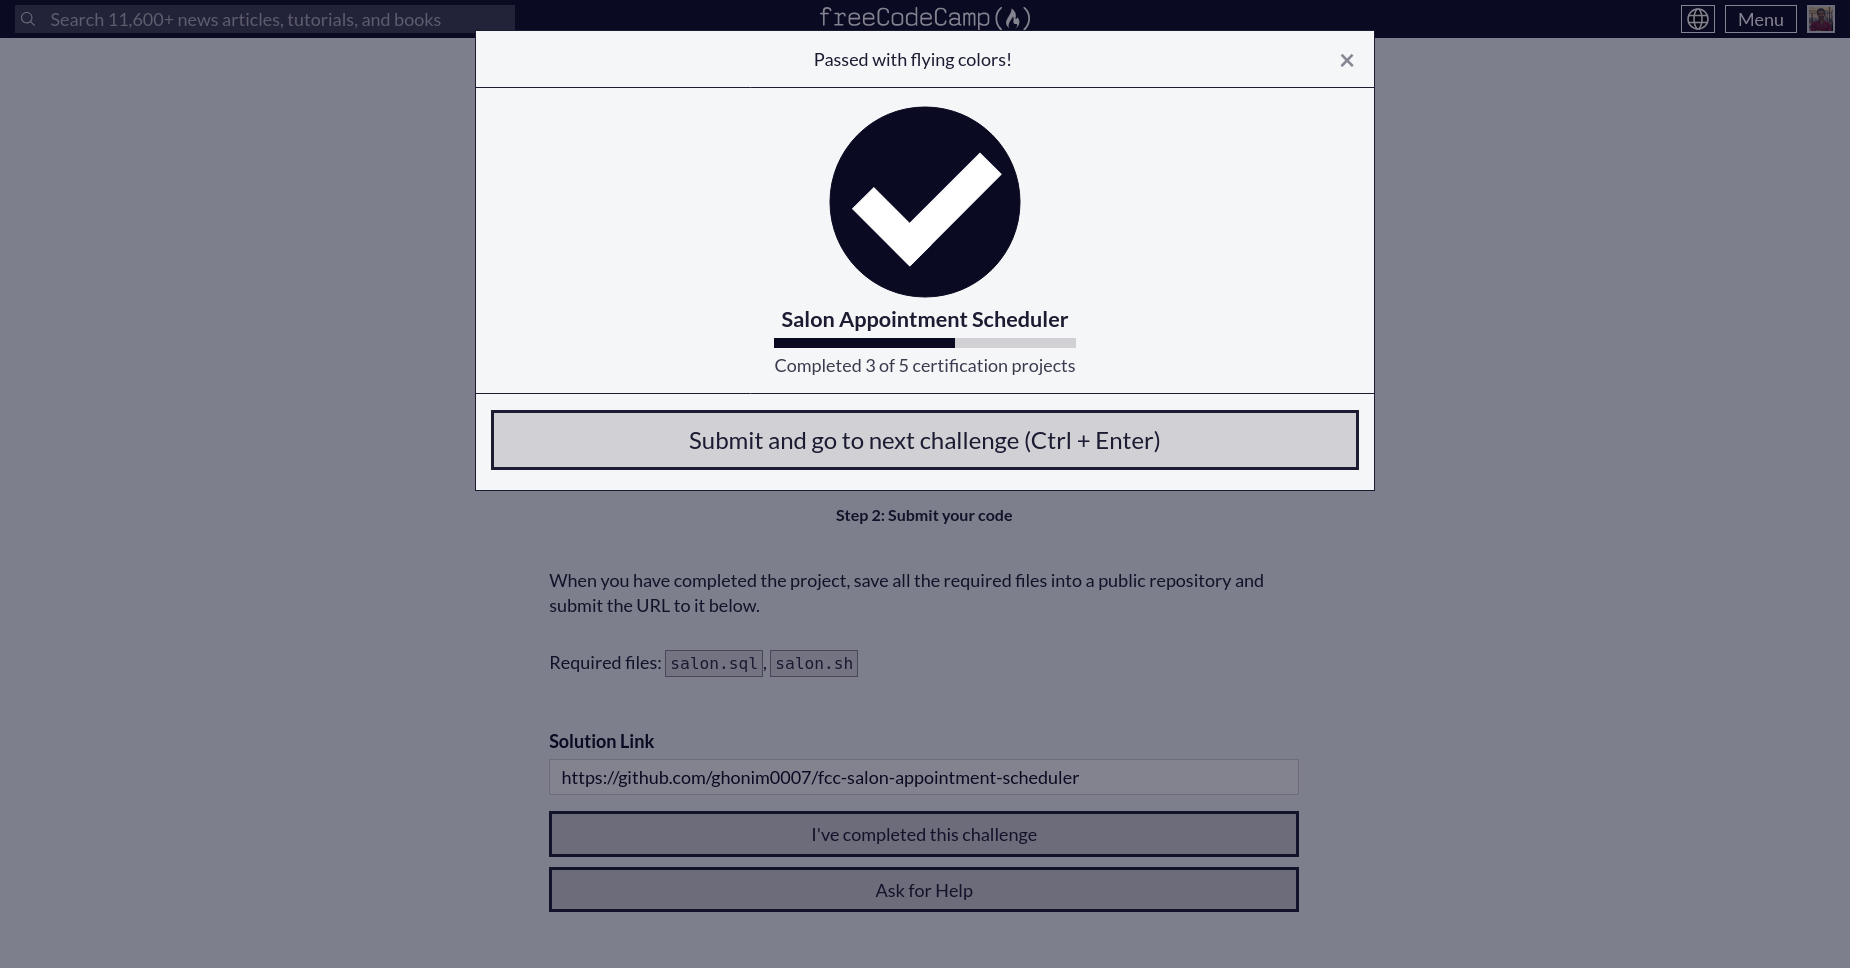 Search 11,600+ news articles, tutorials, and books
freeCodeCamp
Menu
Passed with flying colors!
×
Salon Appointment Scheduler
Completed 3 of 5 certification projects
Submit and go to next challenge (Ctrl + Enter)
Step 2: Submit your code
When you have completed the project, save all the required files into a public repository and
submit the URL to it below.
Required files: salon.sql, salon.sh
Solution Link
https://github.com/ghonim0007/fcc-salon-appointment-scheduler
I've completed this challenge
Ask for Help